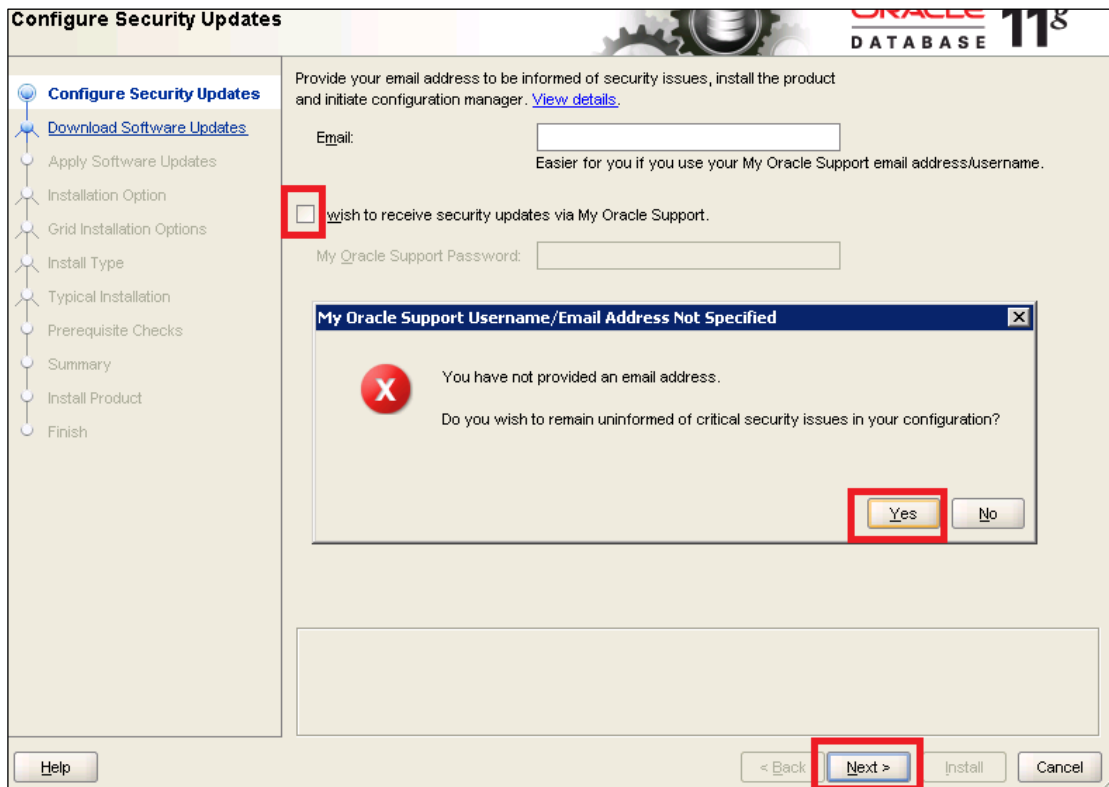 Configure Security Updates
ORACLE
DATABASE
11g
Configure Security Updates
Download Software Updates
Apply Software Updates
Installation Option
Grid Installation Options
Install Type
Typical Installation
Prerequisite Checks
Summary
Install Product
Finish
Provide your email address to be informed of security issues, install the product
and initiate configuration manager. View details.
Email:
Easier for you if you use your My Oracle Support email address/username.
wish to receive security updates via My Oracle Support.
My Oracle Support Password:
My Oracle Support Username/Email Address Not Specified
You have not provided an email address.
Do you wish to remain uninformed of critical security issues in your configuration?
Yes
No
Help
< Back
Next >
Install
Cancel